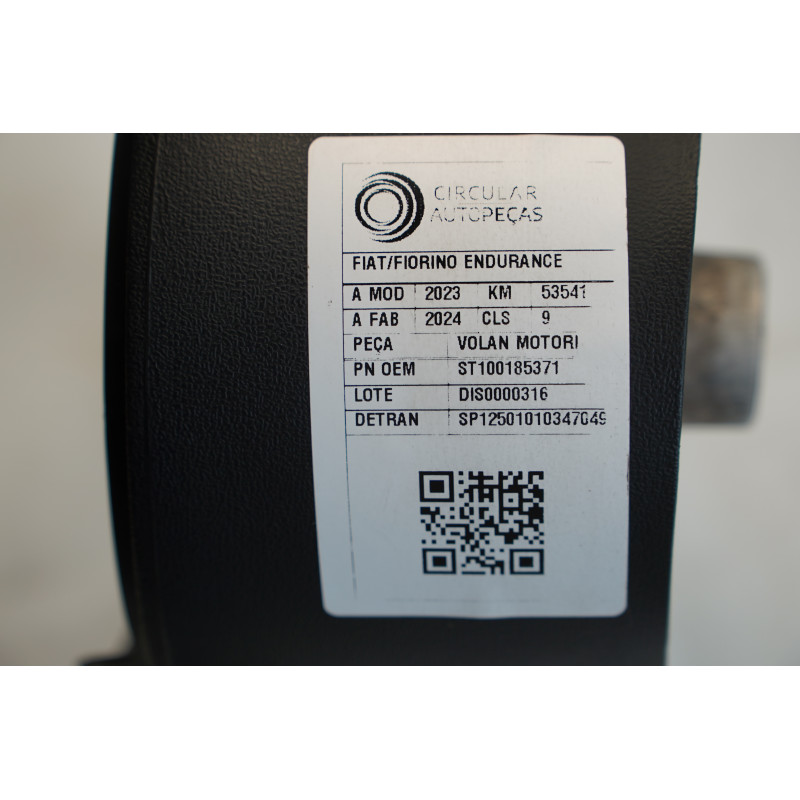 CIRCULAR
AUTOPEÇAS
FIAT/FIORINO ENDURANCE
A MOD 2023 KM 53541
A FAB 2024 CLS 9
PEÇA VOLAN MOTORI
PN OEM ST100185371
LOTE DIS0000316
DETRAN SP12501010347049